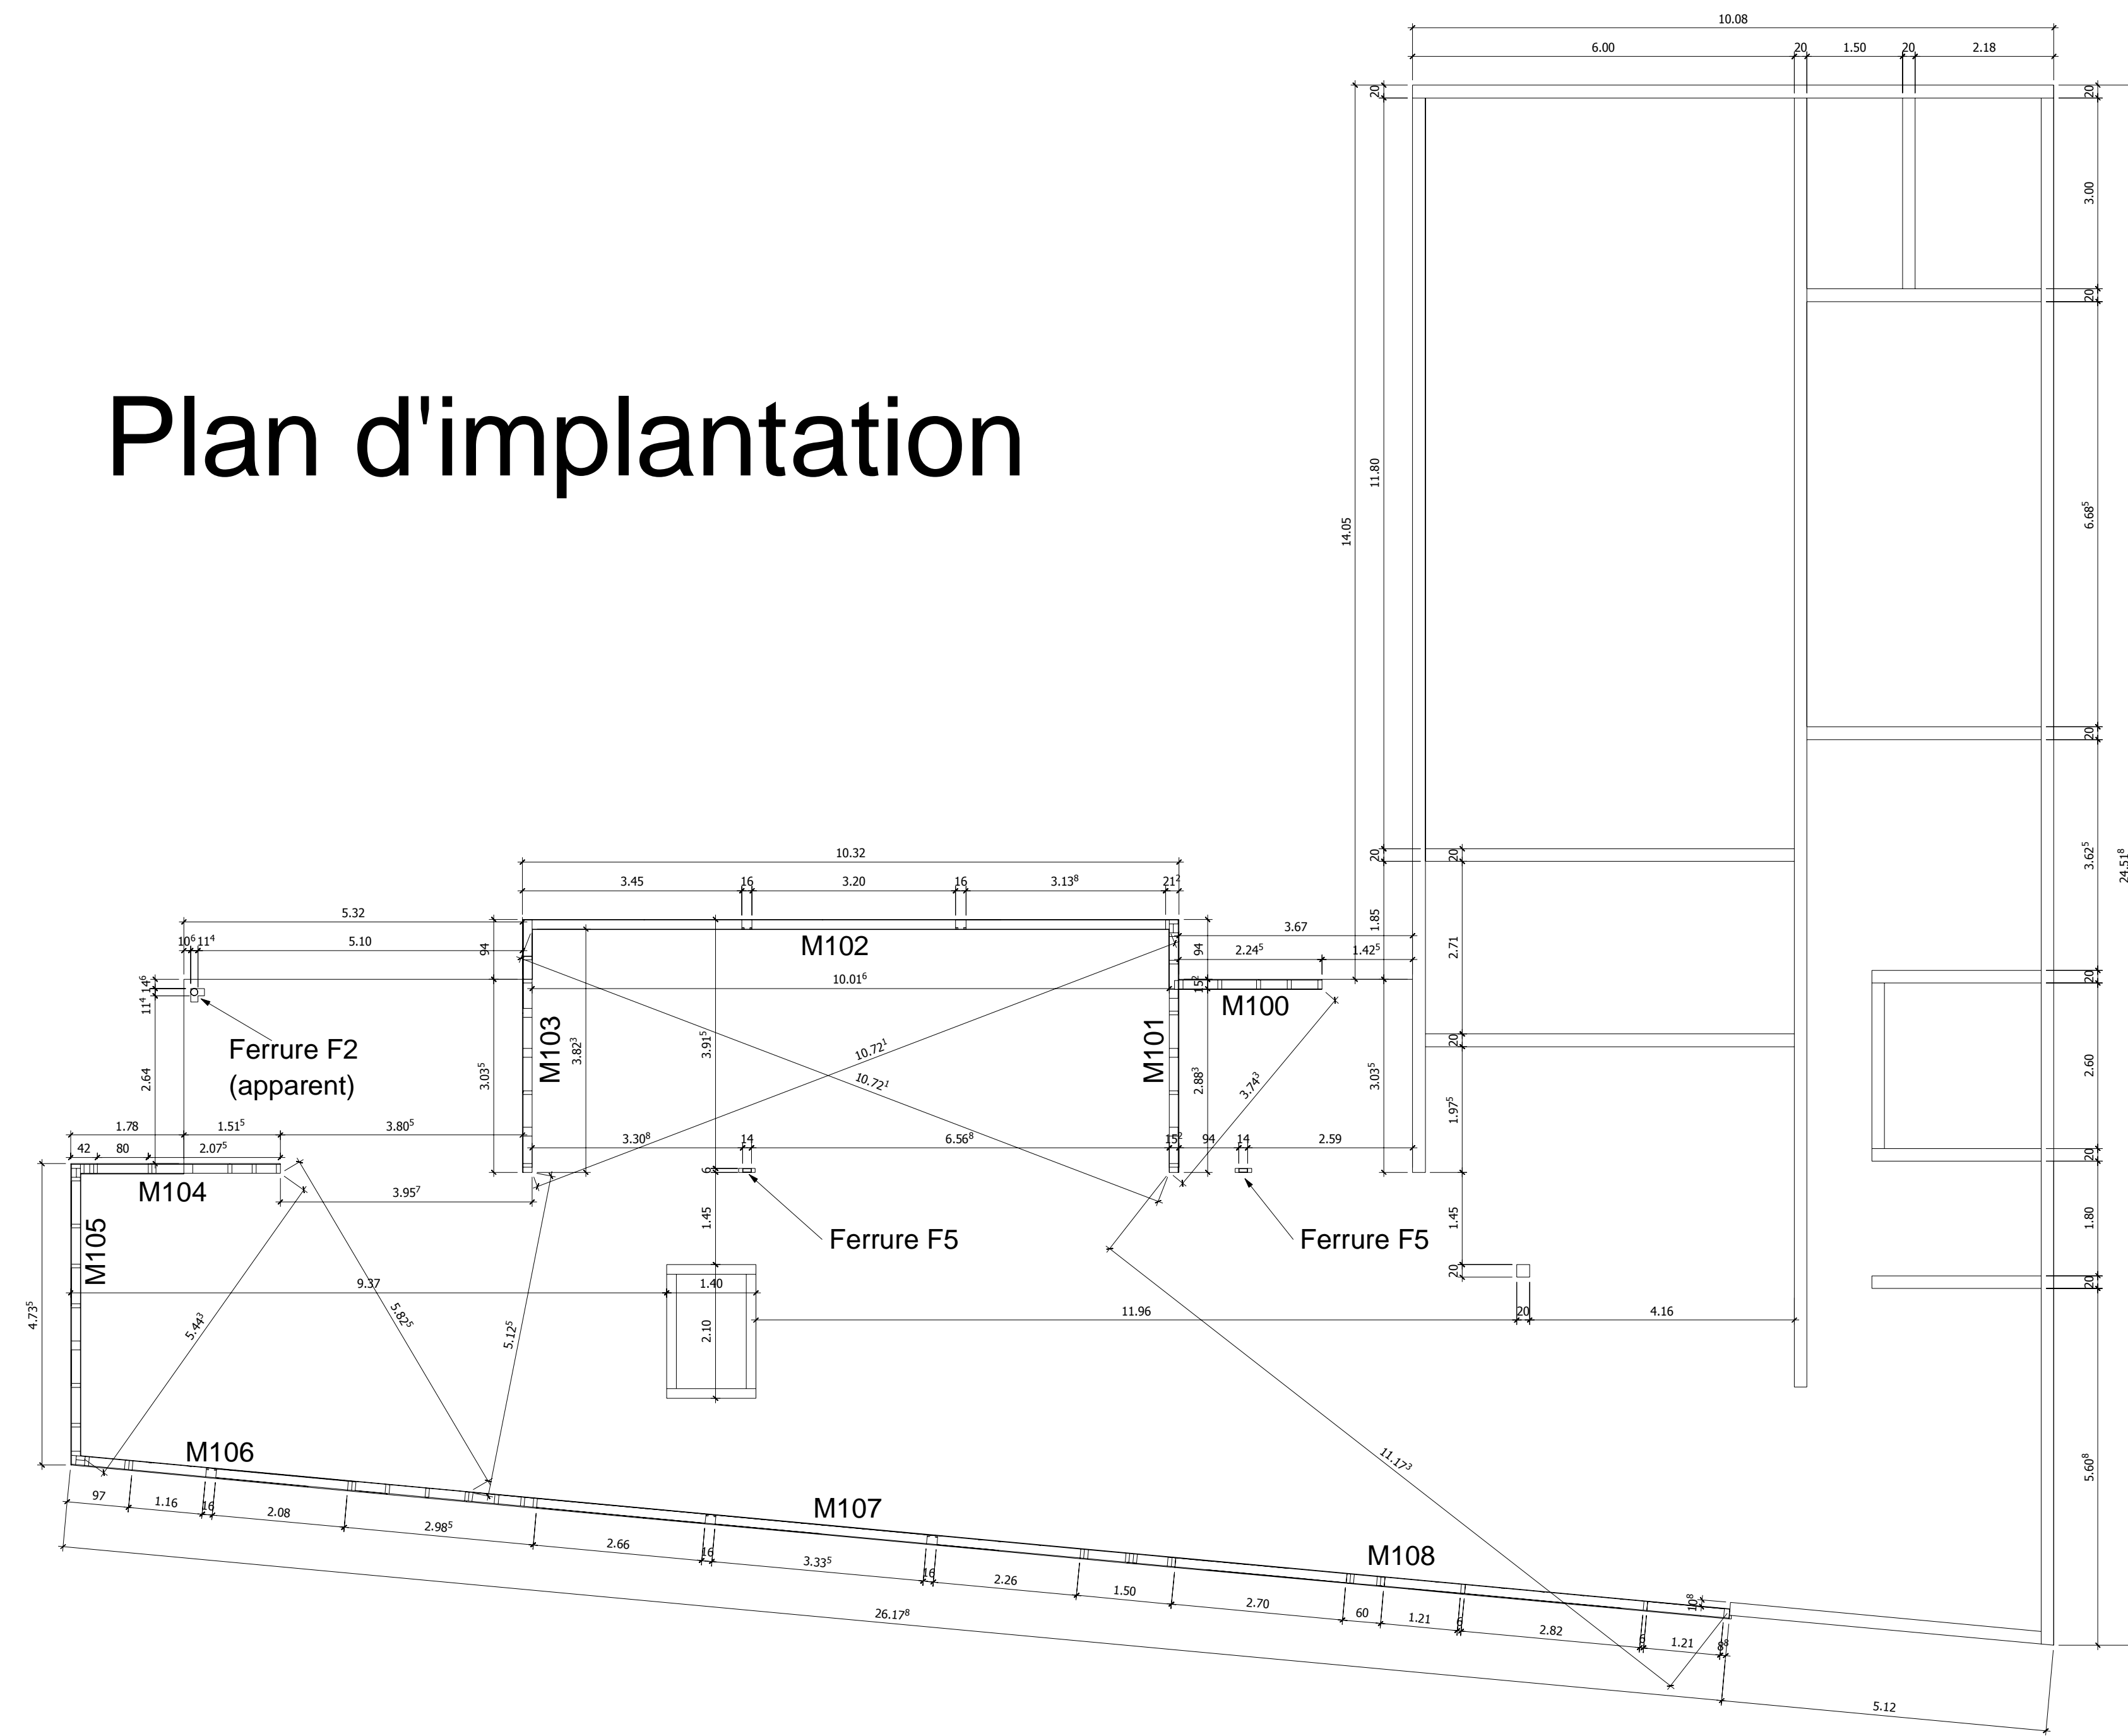 10.08
6.00 20 1.50 20 2.18
20 20
3.00
20
Plan d'implantation
11.80
14.05
6.68⁵
20
20 20
3.62⁵
24.51⁸
10.32
3.45 16 3.20 16 3.13⁸ 21²
5.32
10⁶ 11⁴ 5.10
94
M102
94
3.67
2.24⁵ 1.42⁵
1.85
2.71
14⁶
11⁴
10.01⁶
15²
M100
20
Ferrure F2
(apparent)
2.64
3.03⁵
M103
3.82³
3.91⁵
10.72¹
10.72¹
M101
2.88³
3.74³
3.03⁵
20
1.97⁵
2.60
1.78 1.51⁵ 3.80⁵
42 80 2.07⁵
3.30⁸ 14 6.56⁸ 15² 94 14 2.59
20
6
M104
3.95⁷
M105
1.45
Ferrure F5
Ferrure F5
1.45
1.80
20
20
4.73⁵
9.37 1.40
11.96 20 4.16
5.44³
5.82⁵
5.12⁵
2.10
M106
11.17³
5.60⁸
97 1.16 16 2.08 2.98⁵ 2.66 16 3.33⁵ 16 2.26 1.50 2.70 60 1.21 6 2.82 6 1.21
M107
M108
10⁸
26.17⁸
5.12